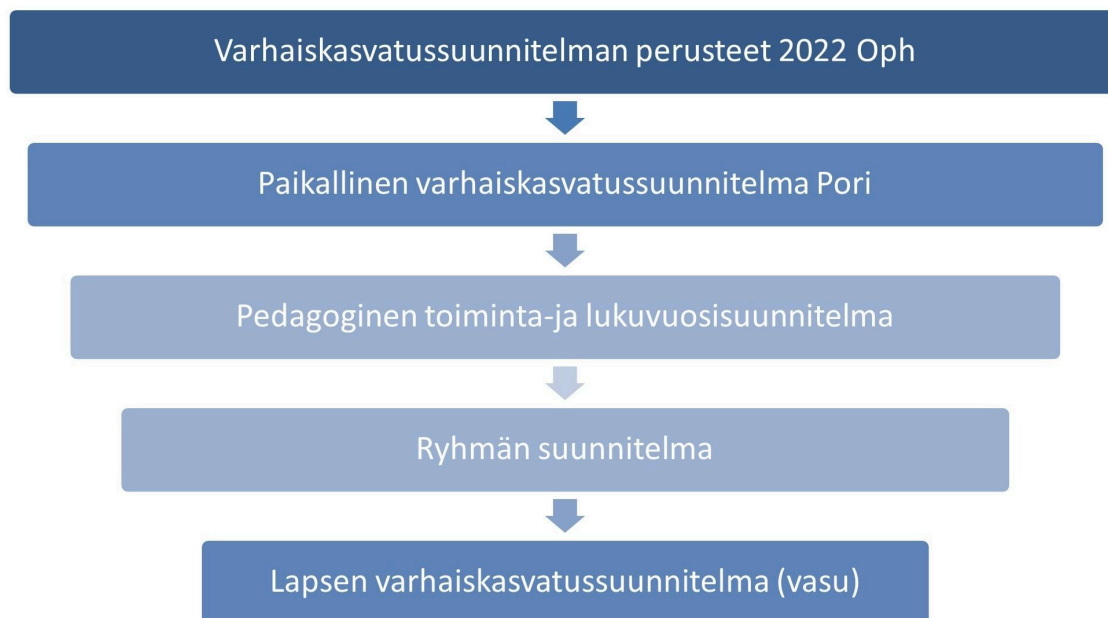 Varhaiskasvatussuunnitelman perusteet 2022 Oph
Paikallinen varhaiskasvatussuunnitelma Pori
Pedagoginen toiminta-ja lukuvuosisuunnitelma
Ryhmän suunnitelma
Lapsen varhaiskasvatussuunnitelma (vasu)